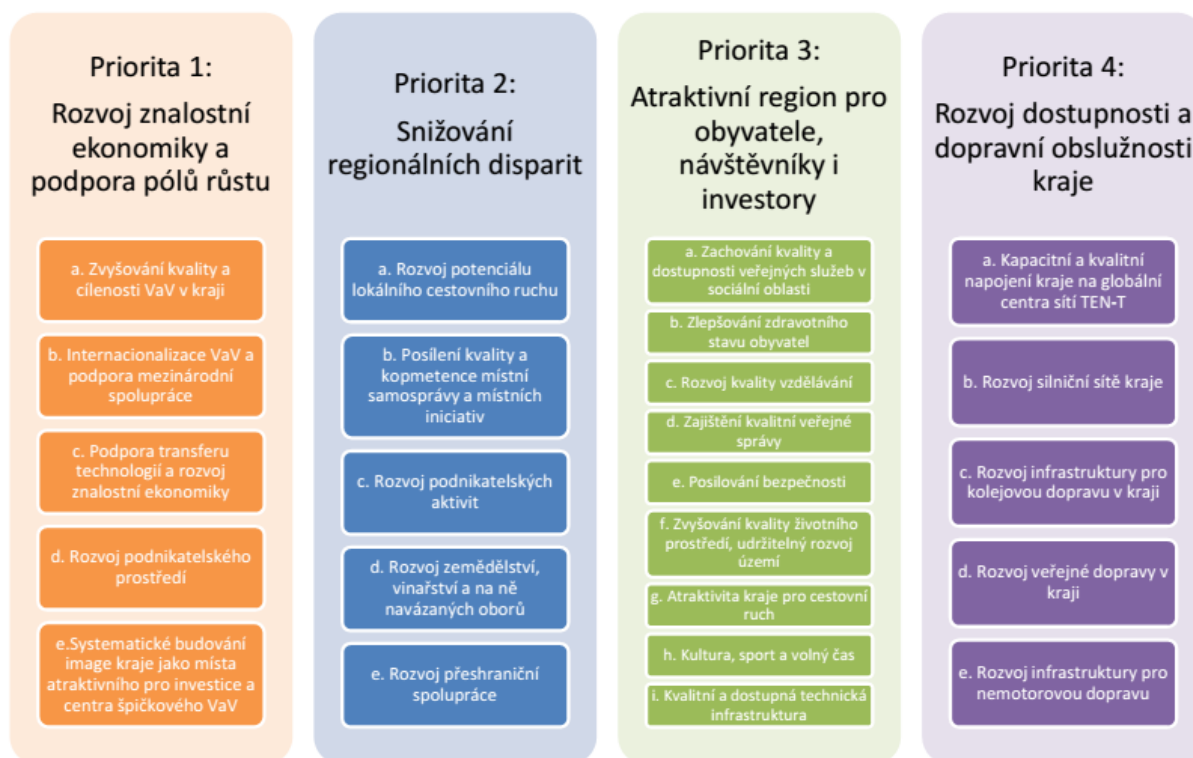 Priorita 1:
Rozvoj znalostní
ekonomiky a
podpora pólů růstu
a. Zvyšování kvality a
cílenosti VaV v kraji
b. Internacionalizace VaV a
podpora mezinárodní
spolupráce
c. Podpora transferu
technologií a rozvoj
znalostní ekonomiky
d. Rozvoj podnikatelského
prostředí
e.Systematické budování
image kraje jako místa
atraktivního pro investice a
centra špičkového VaV
Priorita 2:
Snižování
regionálních disparit
a. Rozvoj potenciálu
lokálního cestovního ruchu
b. Posílení kvality a
kopmetence místní
samosprávy a místních
iniciativ
c. Rozvoj podnikatelských
aktivit
d. Rozvoj zemědělství,
vinařství a na ně
navázaných oborů
e. Rozvoj přeshraniční
spolupráce
Priorita 3:
Atraktivní region pro
obyvatele,
návštěvníky i
investory
a. Zachování kvality a
dostupnosti veřejných služeb v
sociální oblasti
b. Zlepšování zdravotního
stavu obyvatel
c. Rozvoj kvality vzdělávání
d. Zajištění kvalitní veřejné
správy
e. Posilování bezpečnosti
f. Zvyšování kvality životního
prostředí, udržitelný rozvoj
území
g. Atraktivita kraje pro cestovní
ruch
h. Kultura, sport a volný čas
i. Kvalitní a dostupná technická
infrastruktura
Priorita 4:
Rozvoj dostupnosti a
dopravní obslužnosti
kraje
a. Kapacitní a kvalitní
napojení kraje na globální
centra sítí TEN-T
b. Rozvoj silniční sítě kraje
c. Rozvoj infrastruktury pro
kolejovou dopravu v kraji
d. Rozvoj veřejné dopravy v
kraji
e. Rozvoj infrastruktury pro
nemotorovou dopravu